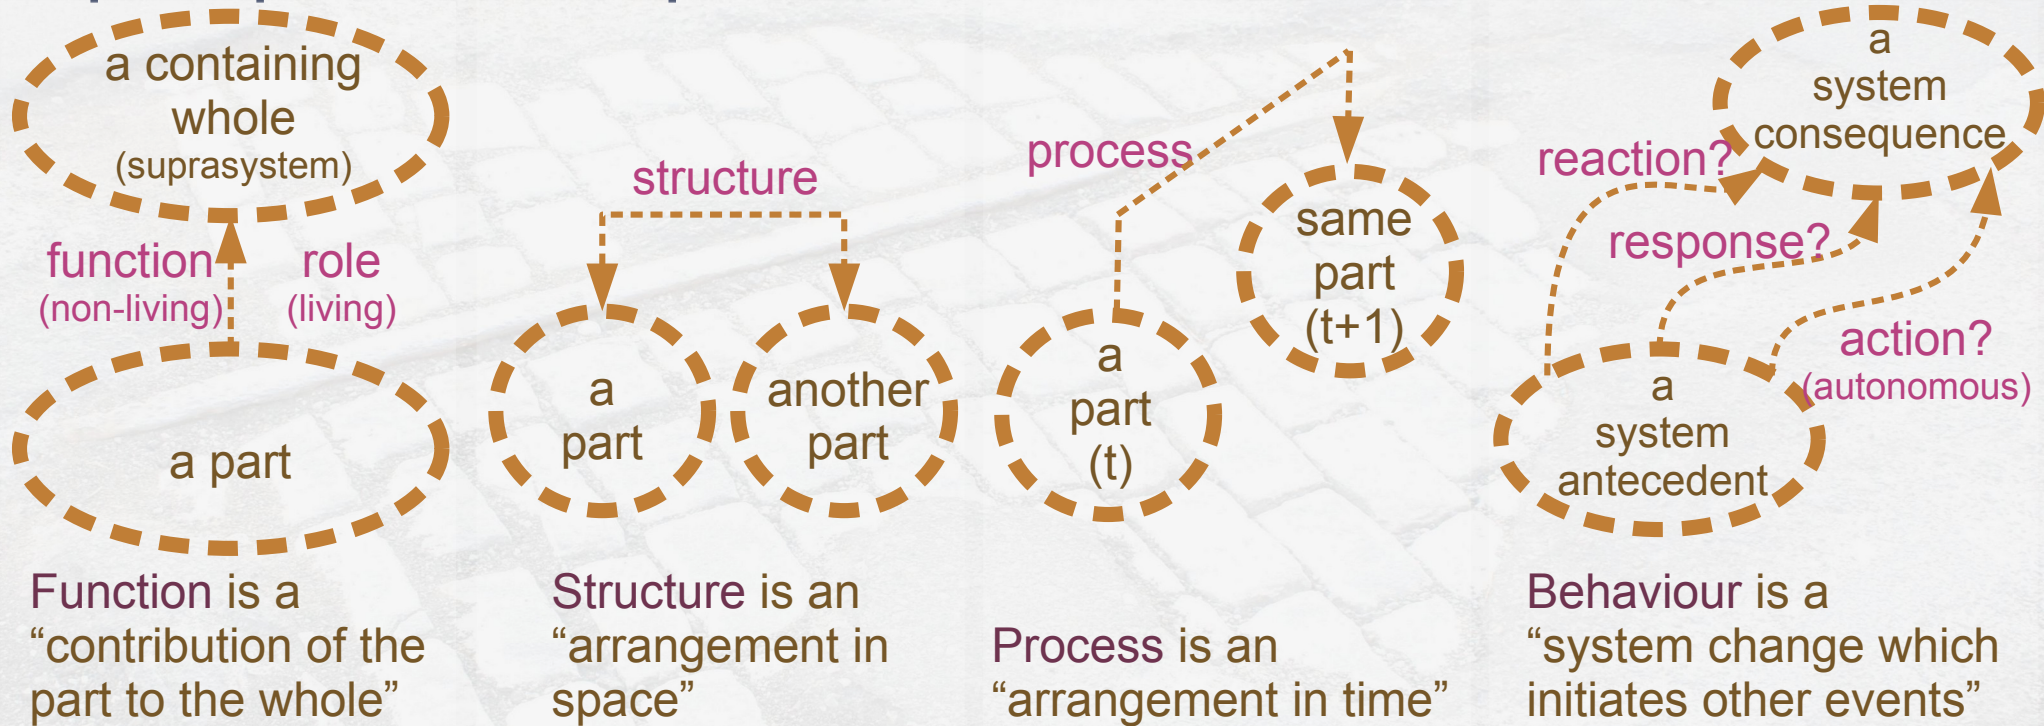 a containing
whole
(suprasystem)
function
(non-living)
role
(living)
a part
Function is a
“contribution of the
part to the whole”
structure
a
part
another
part
Structure is an
“arrangement in
space”
process
a
part
(t)
same
part
(t+1)
Process is an
“arrangement in time”
a
system
consequence
reaction?
response?
action?
(autonomous)
a
system
antecedent
Behaviour is a
“system change which
initiates other events”